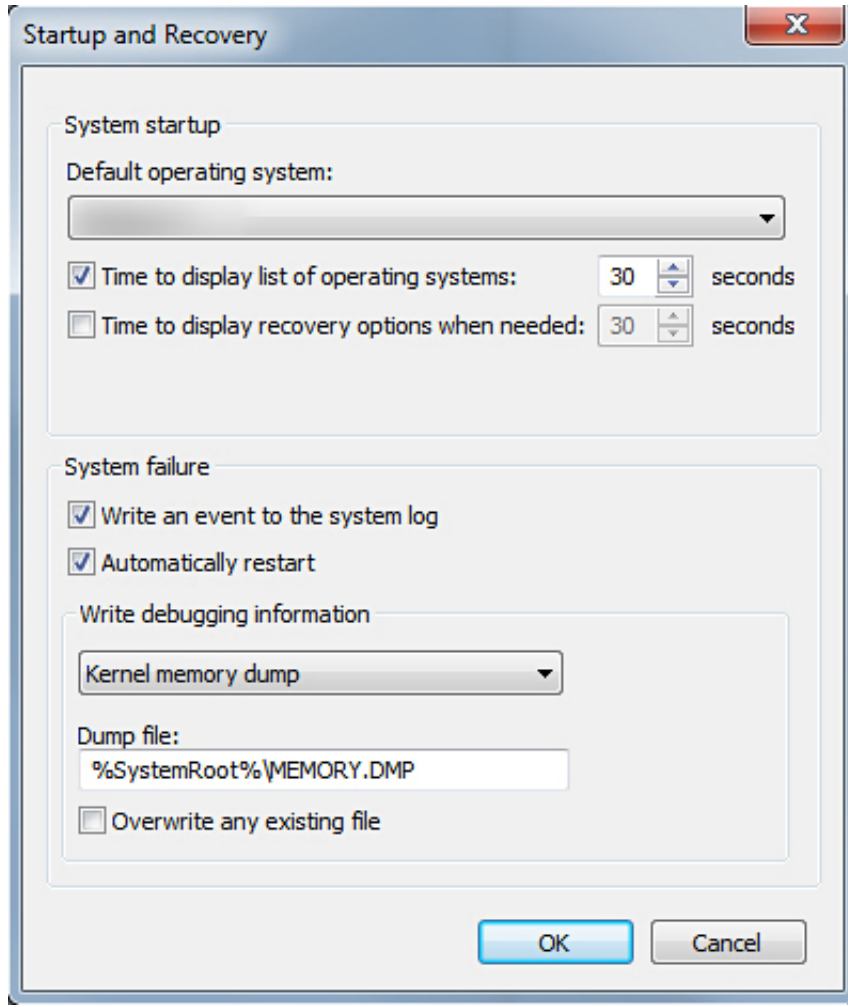 Startup and Recovery
System startup
Default operating system:
Time to display list of operating systems: 30 seconds
Time to display recovery options when needed: 30 seconds
System failure
Write an event to the system log
Automatically restart
Write debugging information
Kernel memory dump
Dump file:
%SystemRoot%\MEMORY.DMP
Overwrite any existing file
OK Cancel